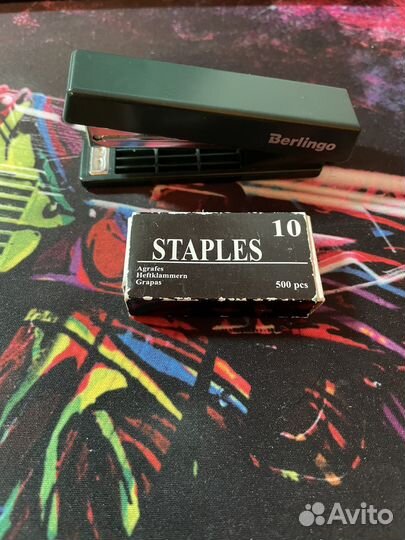 Berlingo
10
STAPLES
Agrafes
Heftklammern
Grapas
500 pcs
Avito